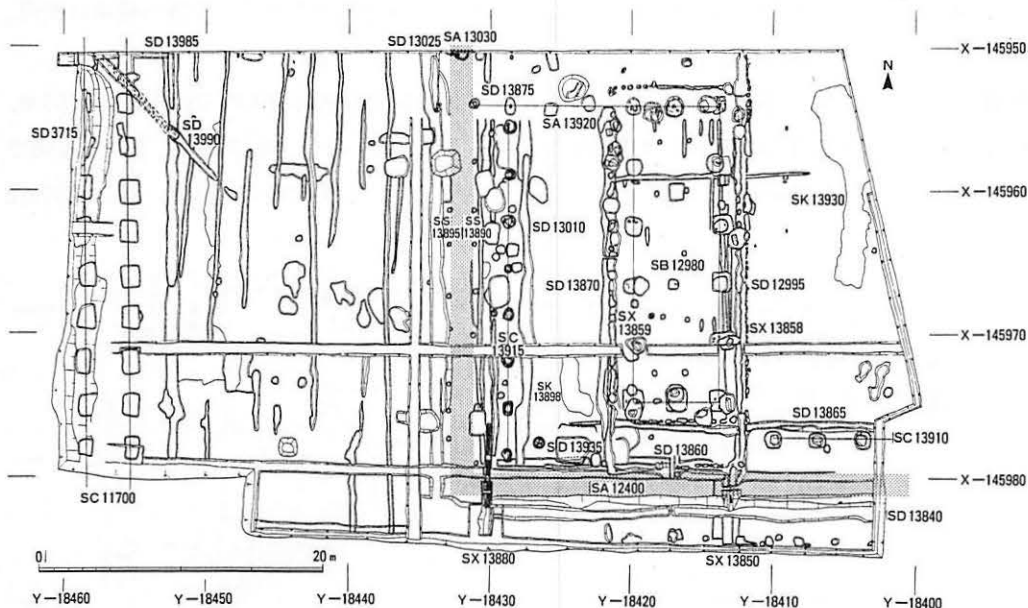 SD 13985
SD 13025
SA 13030
X —145950
N
SD 13875
SD 3715
SD
13990
SA 13920
X —145960
SK 13930
SS
13895
SS
13890
SD 13010
SB 12980
SD 13870
SD 12995
SX
13859
SX 13858
X —145970
SC
13915
SK
13898
SD 13865
SC 13910
SD 13935
SD 13860
X —145980
SA 12400
SC 11700
SD 13840
SX 13880
SX 13850
0
20 m
Y —18460
Y —18450
Y —18440
Y —18430
Y —18420
Y —18410
Y —18400